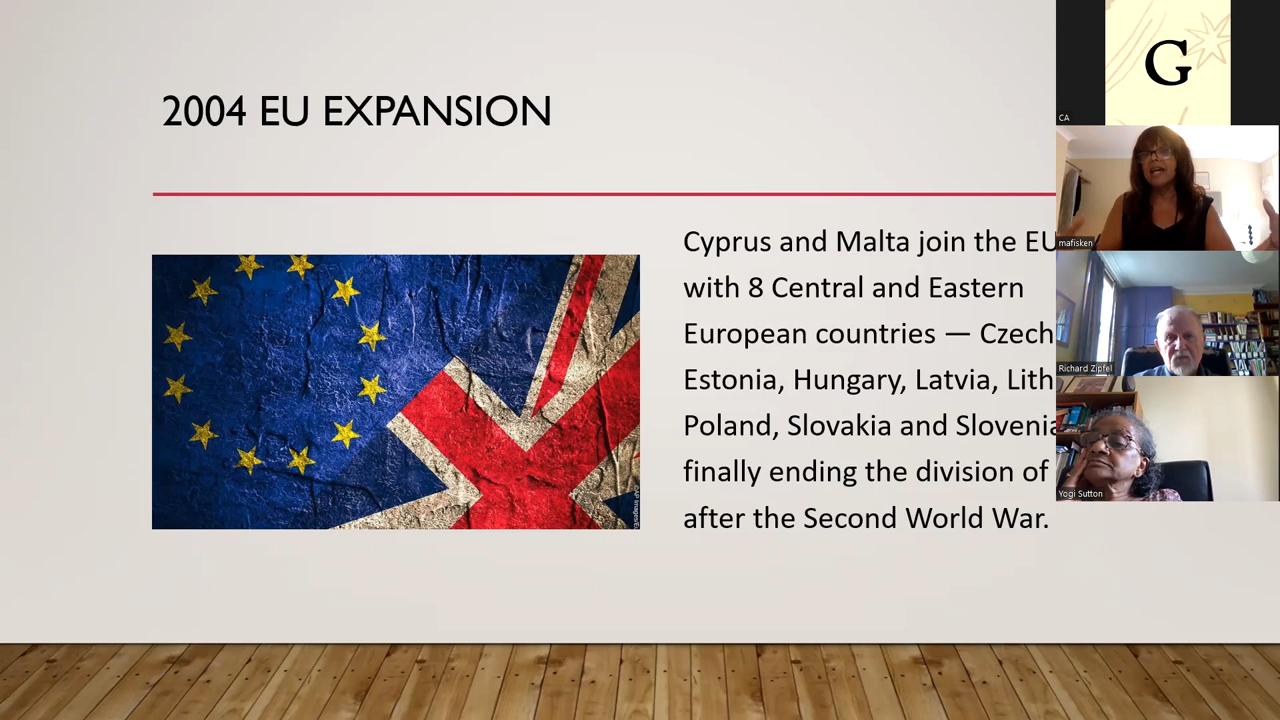 2004 EU EXPANSION
Cyprus and Malta join the EU
with 8 Central and Eastern
European countries — Czech
Estonia, Hungary, Latvia, Lith
Poland, Slovakia and Slovenia
finally ending the division of
after the Second World War.
G
CA
mafisken
Richard Zipfel
Yogi Sutton